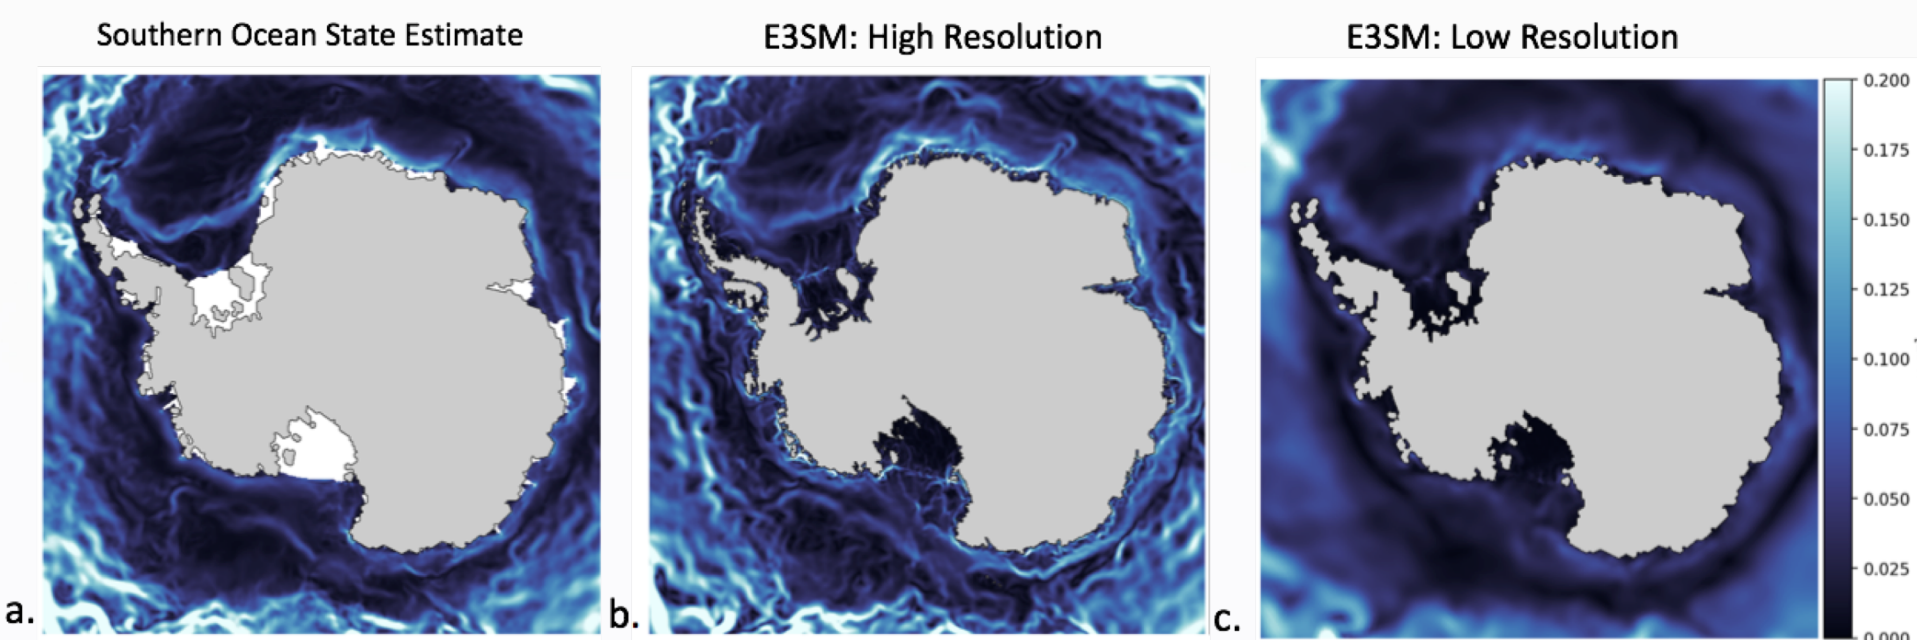 Southern Ocean State Estimate
E3SM: High Resolution
E3SM: Low Resolution
0.200
0.175
0.150
0.125
0.100
0.075
0.050
0.025
0.000
a.
b.
c.